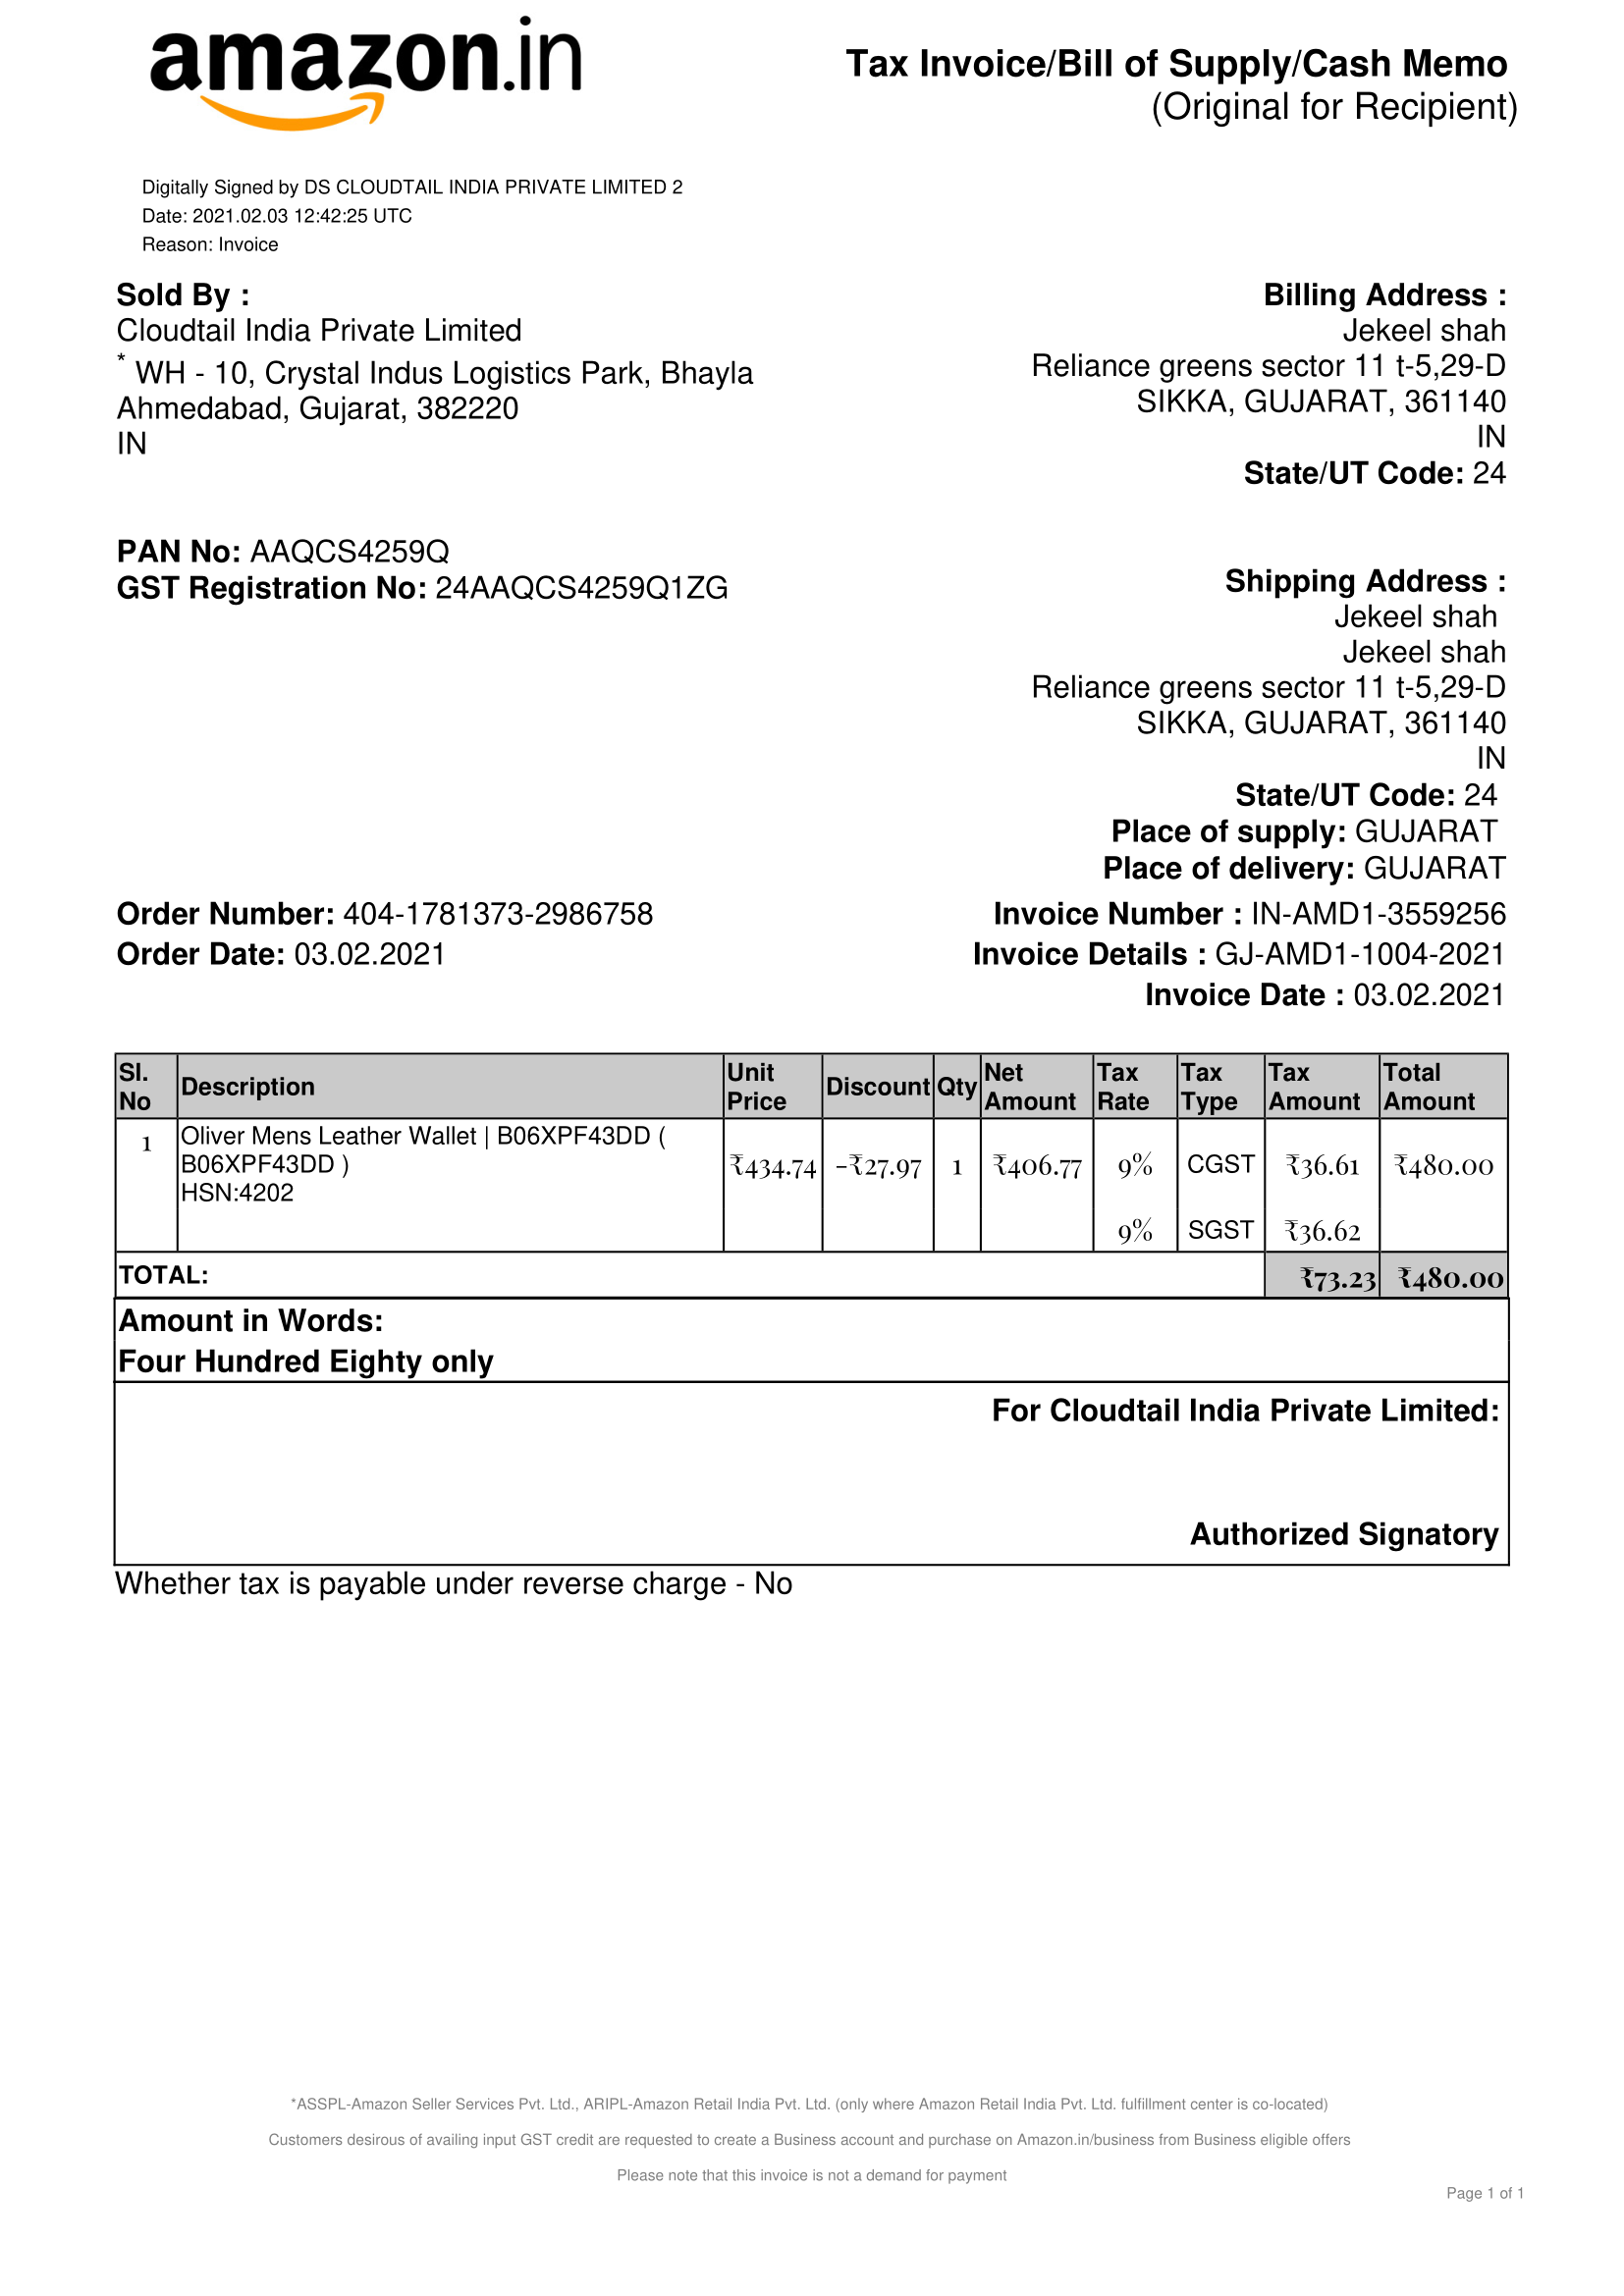 amazon.in
Tax Invoice/Bill of Supply/Cash Memo
(Original for Recipient)
Digitally Signed by DS CLOUDTAIL INDIA PRIVATE LIMITED 2
Date: 2021.02.03 12:42:25 UTC
Reason: Invoice
Sold By :
Cloudtail India Private Limited
* WH - 10, Crystal Indus Logistics Park, Bhayla
Ahmedabad, Gujarat, 382220
IN
Billing Address :
Jekeel shah
Reliance greens sector 11 t-5,29-D
SIKKA, GUJARAT, 361140
IN
State/UT Code: 24
PAN No: AAQCS4259Q
GST Registration No: 24AAQCS4259Q1ZG
Shipping Address :
Jekeel shah
Jekeel shah
Reliance greens sector 11 t-5,29-D
SIKKA, GUJARAT, 361140
IN
State/UT Code: 24
Place of supply: GUJARAT
Place of delivery: GUJARAT
Order Number: 404-1781373-2986758
Order Date: 03.02.2021
Invoice Number : IN-AMD1-3559256
Invoice Details : GJ-AMD1-1004-2021
Invoice Date : 03.02.2021
Sl. No Description Unit Price Discount Qty Net Amount Tax Rate Tax Type Tax Amount Total Amount
1 Oliver Mens Leather Wallet | B06XPF43DD (
B06XPF43DD ) ₹434.74 -₹27.97 1 ₹406.77 9% CGST ₹36.61 ₹480.00
HSN:4202
9% SGST ₹36.62
TOTAL: ₹73.23 ₹480.00
Amount in Words:
Four Hundred Eighty only
For Cloudtail India Private Limited:
Authorized Signatory
Whether tax is payable under reverse charge - No
*ASSPL-Amazon Seller Services Pvt. Ltd., ARIPL-Amazon Retail India Pvt. Ltd. (only where Amazon Retail India Pvt. Ltd. fulfillment center is co-located)
Customers desirous of availing input GST credit are requested to create a Business account and purchase on Amazon.in/business from Business eligible offers
Please note that this invoice is not a demand for payment
Page 1 of 1